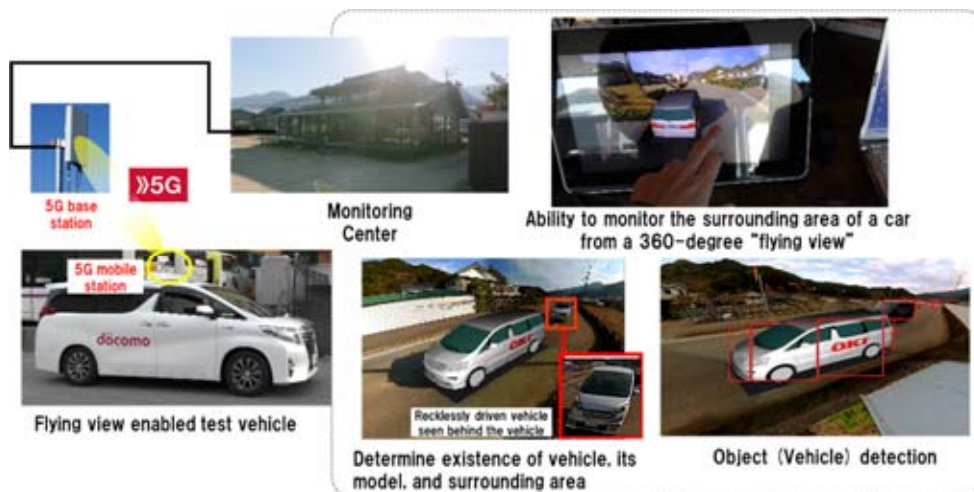 5G base
station
»5G
Monitoring
Center
Ability to monitor the surrounding area of a car
from a 360-degree "flying view"
5G mobile
station
döcomo
Flying view enabled test vehicle
OKI
Recklessly driven vehicle
seen behind the vehicle
Determine existence of vehicle, its
model, and surrounding area
OKI
Object (Vehicle) detection